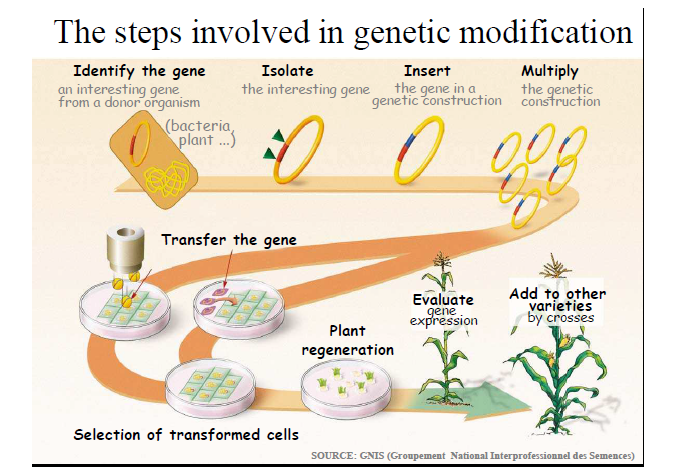 The steps involved in genetic modification
Identify the gene
an interesting gene
from a donor organism
(bacteria,
plant ...)
Isolate
the interesting gene
Insert
the gene in a
genetic construction
Multiply
the genetic
construction
Transfer the gene
Evaluate
gene
expression
Add to other
varieties
by crosses
Plant
regeneration
Selection of transformed cells
SOURCE: GNIS (Groupement National Interprofessionnel des Semences)